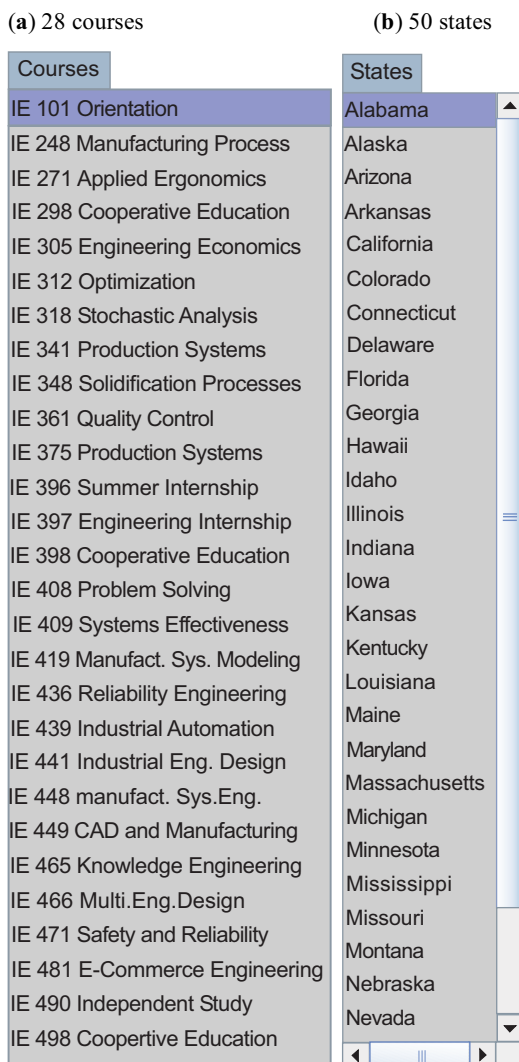 (a) 28 courses
Courses
IE 101 Orientation
IE 248 Manufacturing Process
IE 271 Applied Ergonomics
IE 298 Cooperative Education
IE 305 Engineering Economics
IE 312 Optimization
IE 318 Stochastic Analysis
IE 341 Production Systems
IE 348 Solidification Processes
IE 361 Quality Control
IE 375 Production Systems
IE 396 Summer Internship
IE 397 Engineering Internship
IE 398 Cooperative Education
IE 408 Problem Solving
IE 409 Systems Effectiveness
IE 419 Manufact. Sys. Modeling
IE 436 Reliability Engineering
IE 439 Industrial Automation
IE 441 Industrial Eng. Design
IE 448 manufact. Sys.Eng.
IE 449 CAD and Manufacturing
IE 465 Knowledge Engineering
IE 466 Multi.Eng.Design
IE 471 Safety and Reliability
IE 481 E-Commerce Engineering
IE 490 Independent Study
IE 498 Coopertive Education
(b) 50 states
States
Alabama
Alaska
Arizona
Arkansas
California
Colorado
Connecticut
Delaware
Florida
Georgia
Hawaii
Idaho
Illinois
Indiana
Iowa
Kansas
Kentucky
Louisiana
Maine
Maryland
Massachusetts
Michigan
Minnesota
Mississippi
Missouri
Montana
Nebraska
Nevada